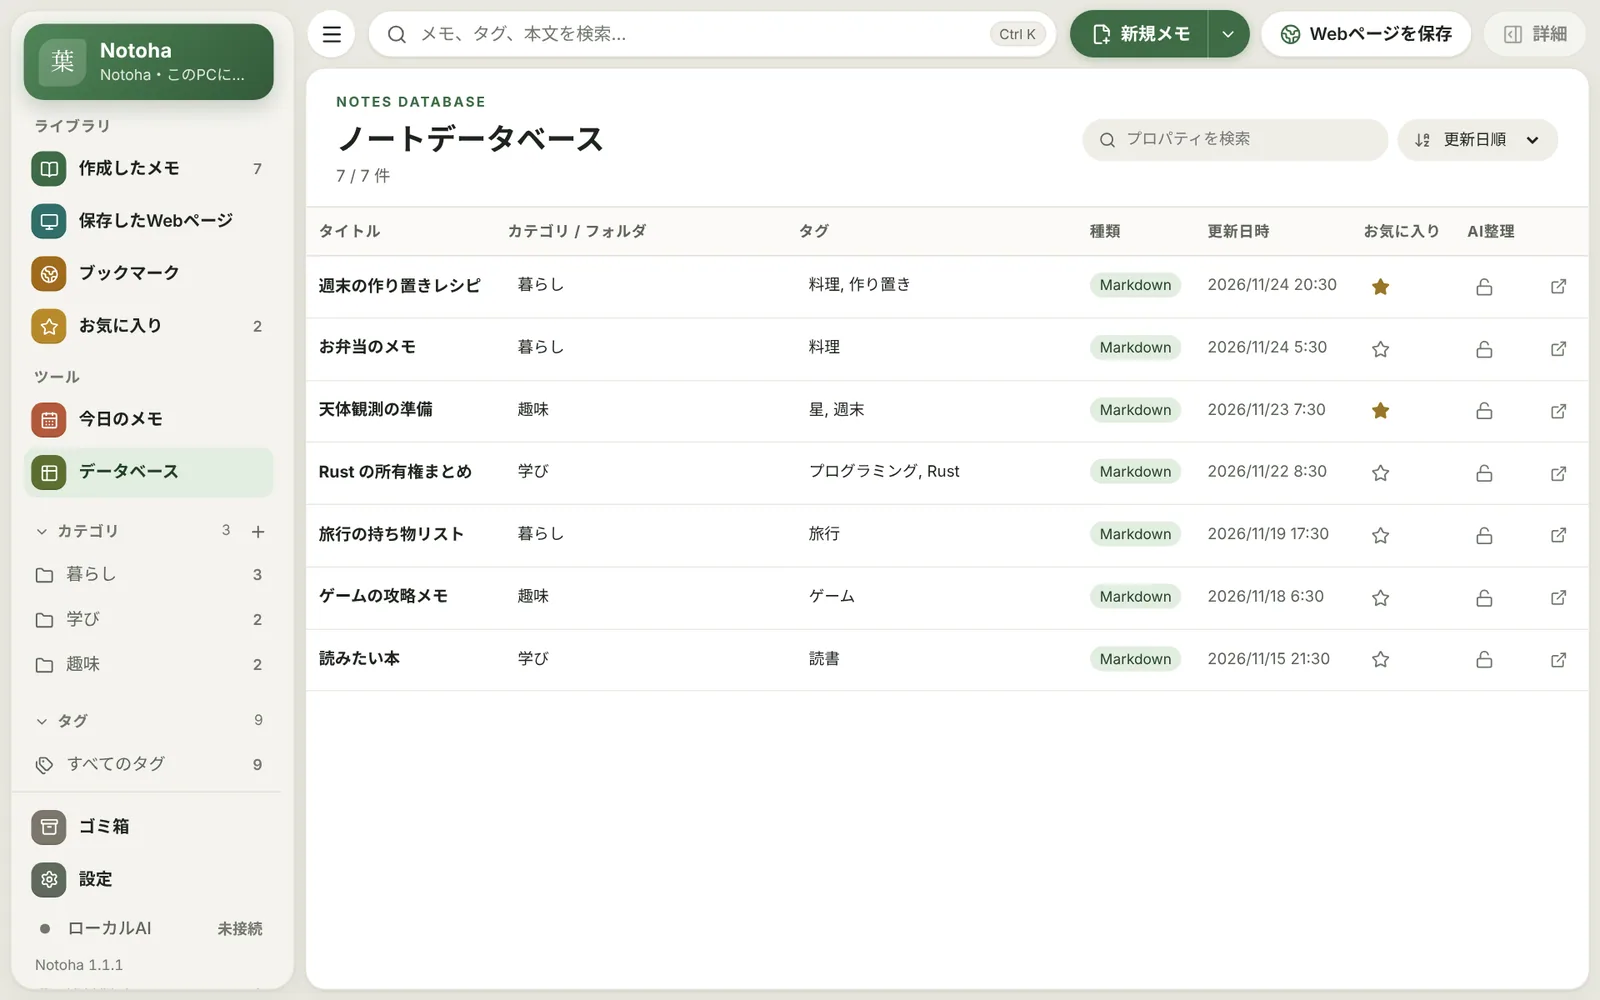 葉
Notoha
Notoha・このPCに...
ライブラリ
作成したメモ 7
保存したWebページ
ブックマーク
お気に入り 2
ツール
今日のメモ
データベース
カテゴリ 3
暮らし 3
学び 2
趣味 2
タグ 9
すべてのタグ 9
ゴミ箱
設定
ローカルAI 未接続
Notoha 1.1.1
メモ、タグ、本文を検索... Ctrl K
新規メモ
Webページを保存
詳細
NOTES DATABASE
ノートデータベース
7 / 7 件
プロパティを検索
更新日順
タイトル カテゴリ / フォルダ タグ 種類 更新日時 お気に入り AI整理
週末の作り置きレシピ 暮らし 料理, 作り置き Markdown 2026/11/24 20:30
お弁当のメモ 暮らし 料理 Markdown 2026/11/24 5:30
天体観測の準備 趣味 星, 週末 Markdown 2026/11/23 7:30
Rust の所有権まとめ 学び プログラミング, Rust Markdown 2026/11/22 8:30
旅行の持ち物リスト 暮らし 旅行 Markdown 2026/11/19 17:30
ゲームの攻略メモ 趣味 ゲーム Markdown 2026/11/18 6:30
読みたい本 学び 読書 Markdown 2026/11/15 21:30